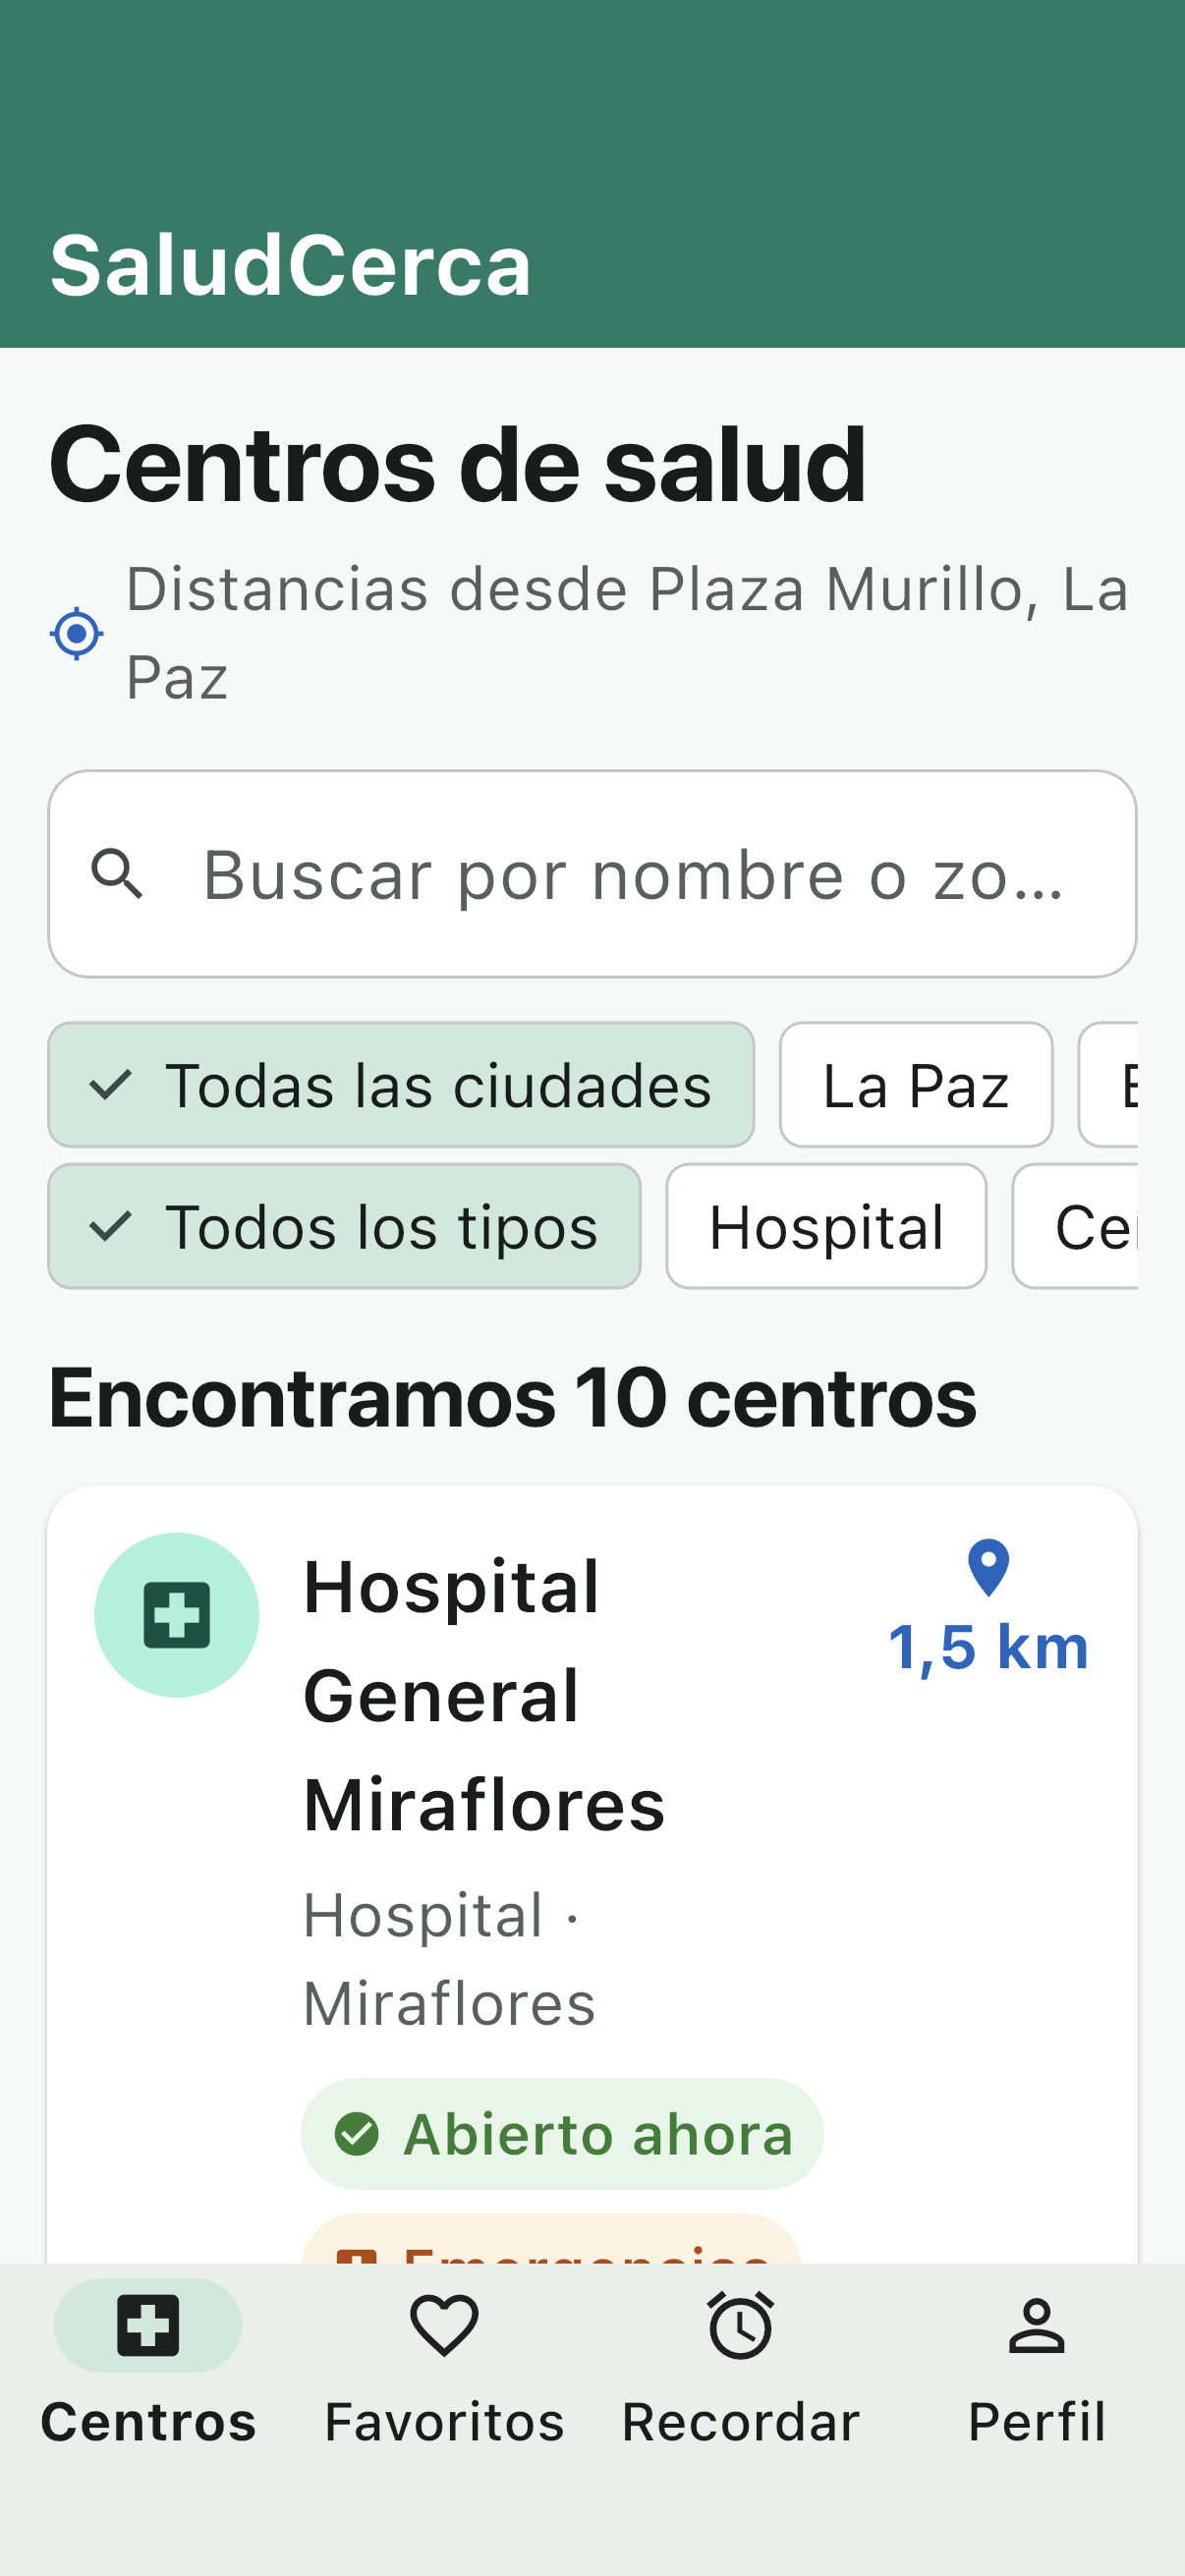 SaludCerca
Centros de salud
Distancias desde Plaza Murillo, La
Paz
Buscar por nombre o zo...
Todas las ciudades
La Paz
Todos los tipos
Hospital
Encontramos 10 centros
Hospital
General
Miraflores
1,5 km
Hospital ·
Miraflores
Abierto ahora
Emergencias
Centros
Favoritos
Recordar
Perfil